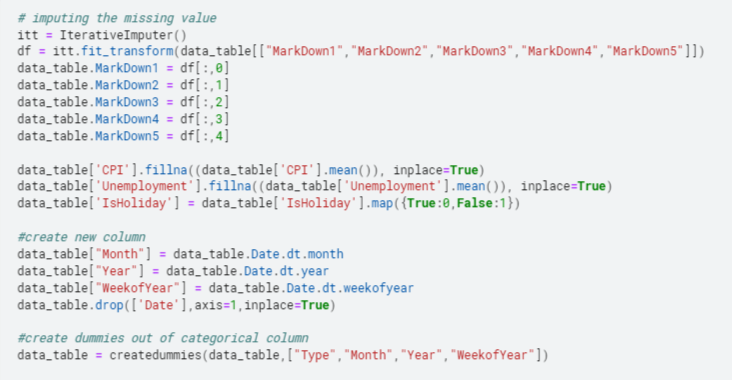 # imputing the missing value
itt = IterativeImputer()
df = itt.fit_transform(data_table[["MarkDown1","MarkDown2","MarkDown3","MarkDown4","MarkDown5"]])
data_table.MarkDown1 = df[:,0]
data_table.MarkDown2 = df[:,1]
data_table.MarkDown3 = df[:,2]
data_table.MarkDown4 = df[:,3]
data_table.MarkDown5 = df[:,4]
data_table['CPI'].fillna((data_table['CPI'].mean()), inplace=True)
data_table['Unemployment'].fillna((data_table['Unemployment'].mean()), inplace=True)
data_table['IsHoliday'] = data_table['IsHoliday'].map({True:0,False:1})
#create new column
data_table["Month"] = data_table.Date.dt.month
data_table["Year"] = data_table.Date.dt.year
data_table["WeekofYear"] = data_table.Date.dt.weekofyear
data_table.drop(['Date'],axis=1,inplace=True)
#create dummies out of categorical column
data_table = createdummies(data_table,["Type","Month","Year","WeekofYear"])